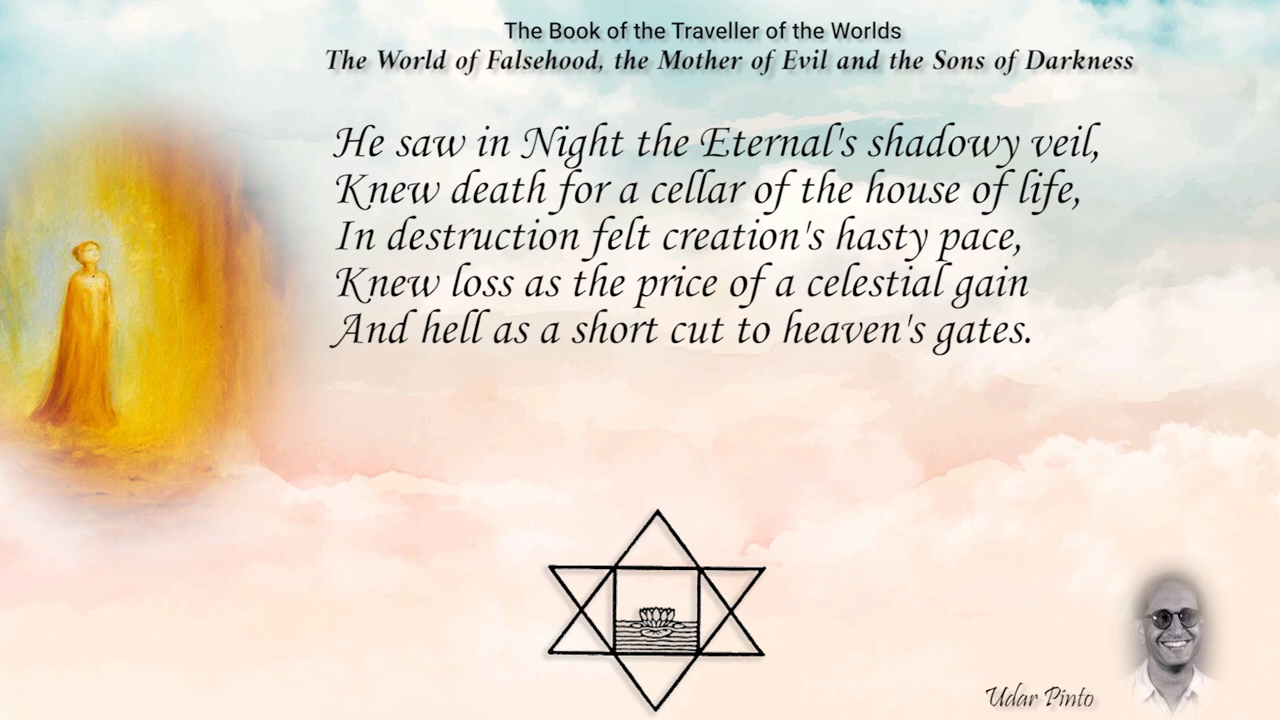 The Book of the Traveller of the Worlds
The World of Falsehood, the Mother of Evil and the Sons of Darkness
He saw in Night the Eternal's shadowy veil,
Knew death for a cellar of the house of life,
In destruction felt creation's hasty pace,
Knew loss as the price of a celestial gain
And hell as a short cut to heaven's gates.
Udar Pinto